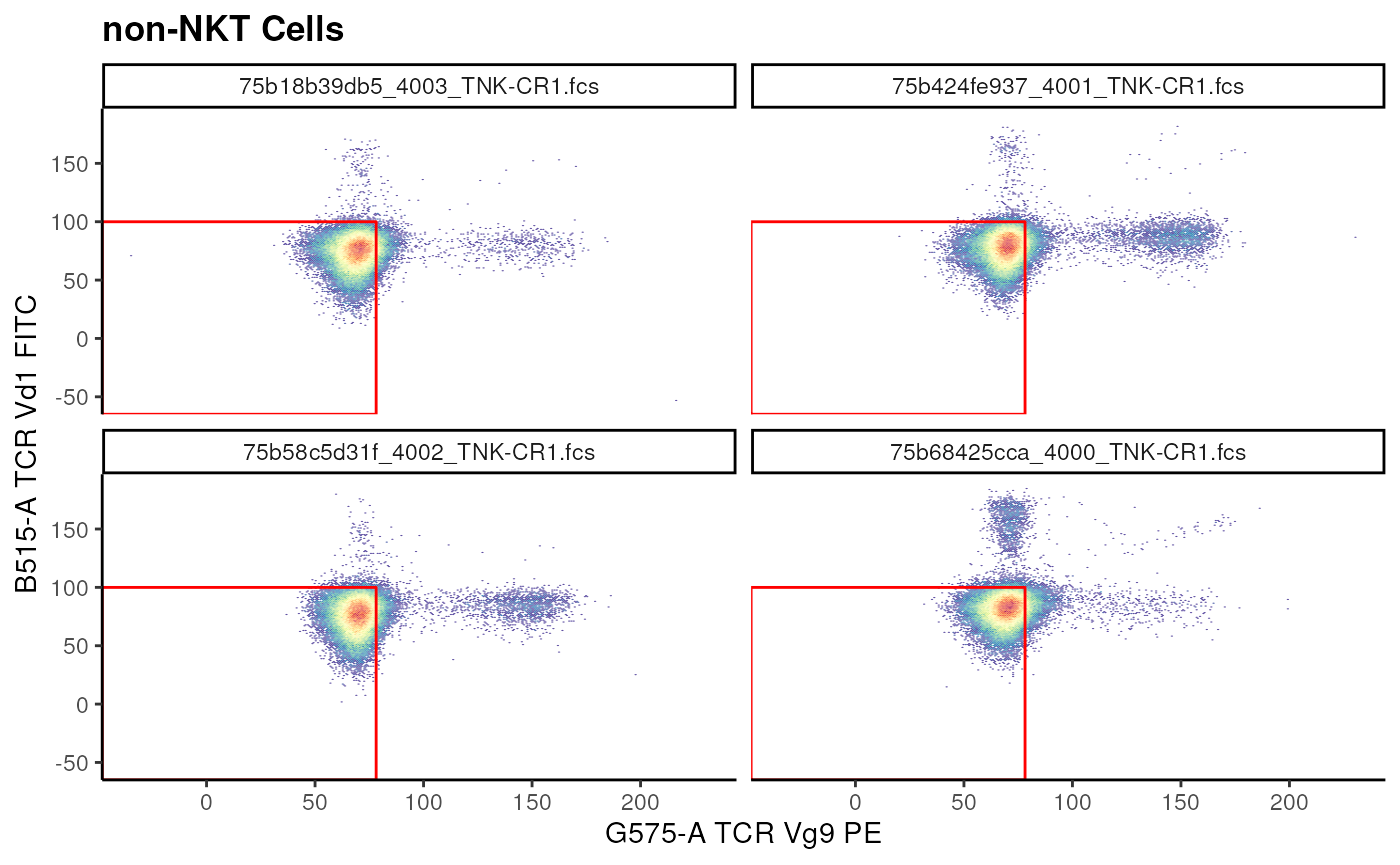 non-NKT Cells
75b18b39db5_4003_TNK-CR1.fcs
75b424fe937_4001_TNK-CR1.fcs
150
100
50
0
-50
75b58c5d31f_4002_TNK-CR1.fcs
75b68425cca_4000_TNK-CR1.fcs
150
100
50
0
-50
0 50 100 150 200
0 50 100 150 200
G575-A TCR Vg9 PE
B515-A TCR Vd1 FITC